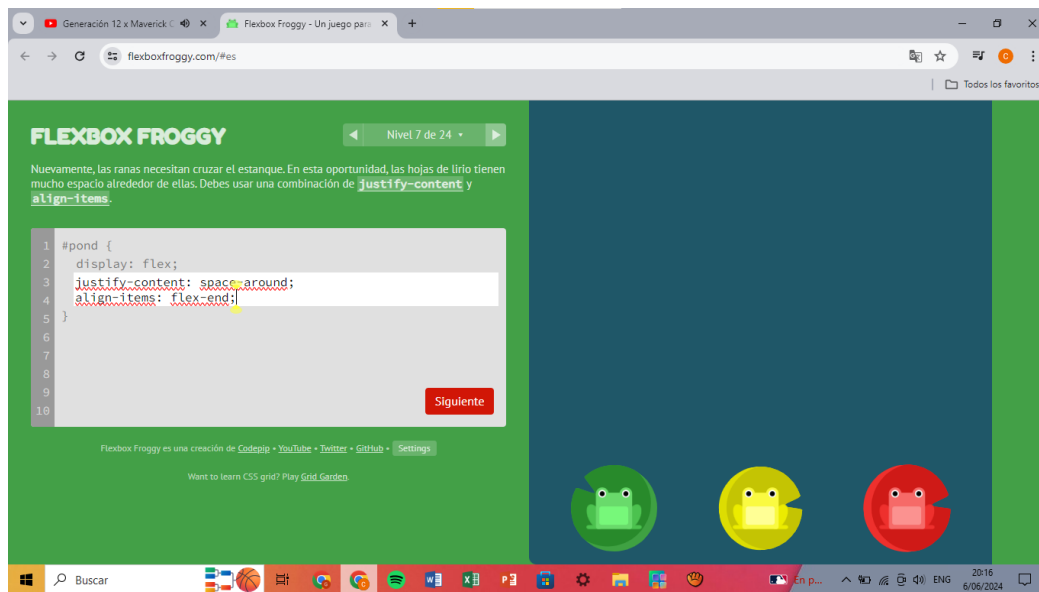 Generación 12 x Maverick C
Flexbox Froggy - Un juego para
flexboxfroggy.com/#es
C
Todos los favoritos
FLEXBOX FROGGY
Nivel 7 de 24
Nuevamente, las ranas necesitan cruzar el estanque. En esta oportunidad, las hojas de lirio tienen
mucho espacio alrededor de ellas. Debes usar una combinación de justify-content y
align-items.
1 #pond {
2 display: flex;
3 justify-content: space-around;
4 align-items: flex-end;
5 }
6
7
8
9
10
Siguiente
Flexbox Froggy es una creación de Codepip • YouTube • Twitter • GitHub • Settings
Want to learn CSS grid? Play Grid Garden.
Buscar
En p...
ENG
20:16
6/06/2024